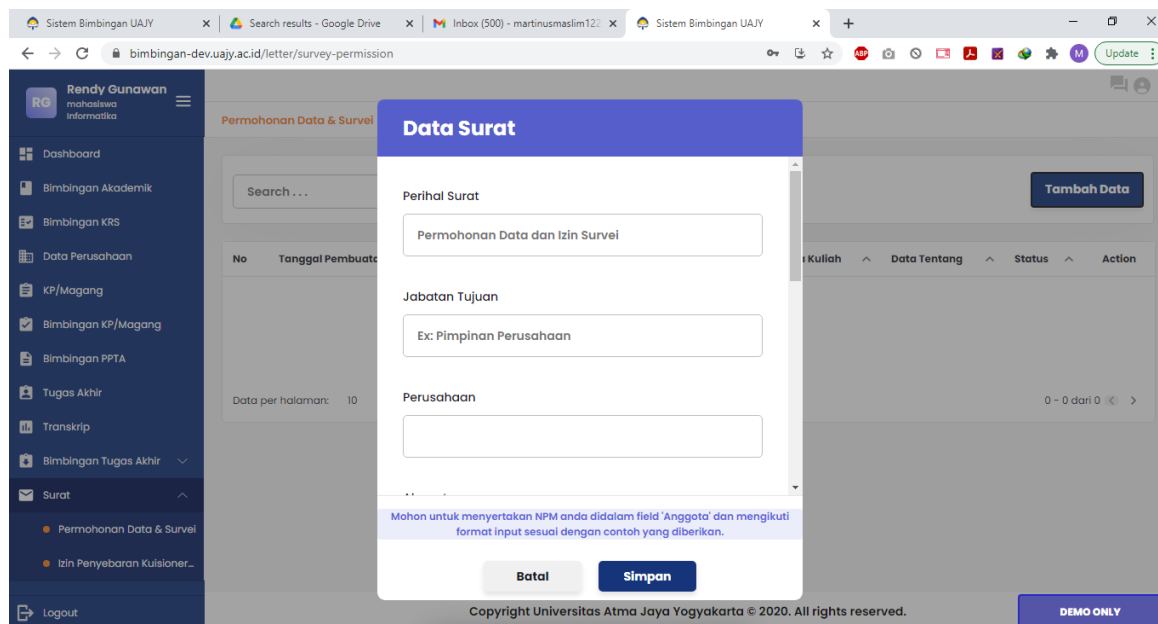 Sistem Bimbingan UAJY
Search results - Google Drive
Inbox (500) - martinusmaslim122
Sistem Bimbingan UAJY
bimbingan-dev.uajy.ac.id/letter/survey-permission
ABP
M
Update
RG
Rendy Gunawan
mahasiswa
Informatika
Permohonan Data & Survei
Dashboard
Bimbingan Akademik
Bimbingan KRS
Data Perusahaan
KP/Magang
Bimbingan KP/Magang
Bimbingan PPTA
Tugas Akhir
Transkrip
Bimbingan Tugas Akhir
Surat
Permohonan Data & Survei
Izin Penyebaran Kuisioner...
Logout
Search . . .
Tambah Data
No Tanggal Pembuata Kuliah Data Tentang Status Action
Data per halaman: 10 0 - 0 dari 0
Data Surat
Perihal Surat
Permohonan Data dan Izin Survei
Jabatan Tujuan
Ex: Pimpinan Perusahaan
Perusahaan
Mohon untuk menyertakan NPM anda didalam field 'Anggota' dan mengikuti
format input sesuai dengan contoh yang diberikan.
Batal
Simpan
Copyright Universitas Atma Jaya Yogyakarta © 2020. All rights reserved.
DEMO ONLY